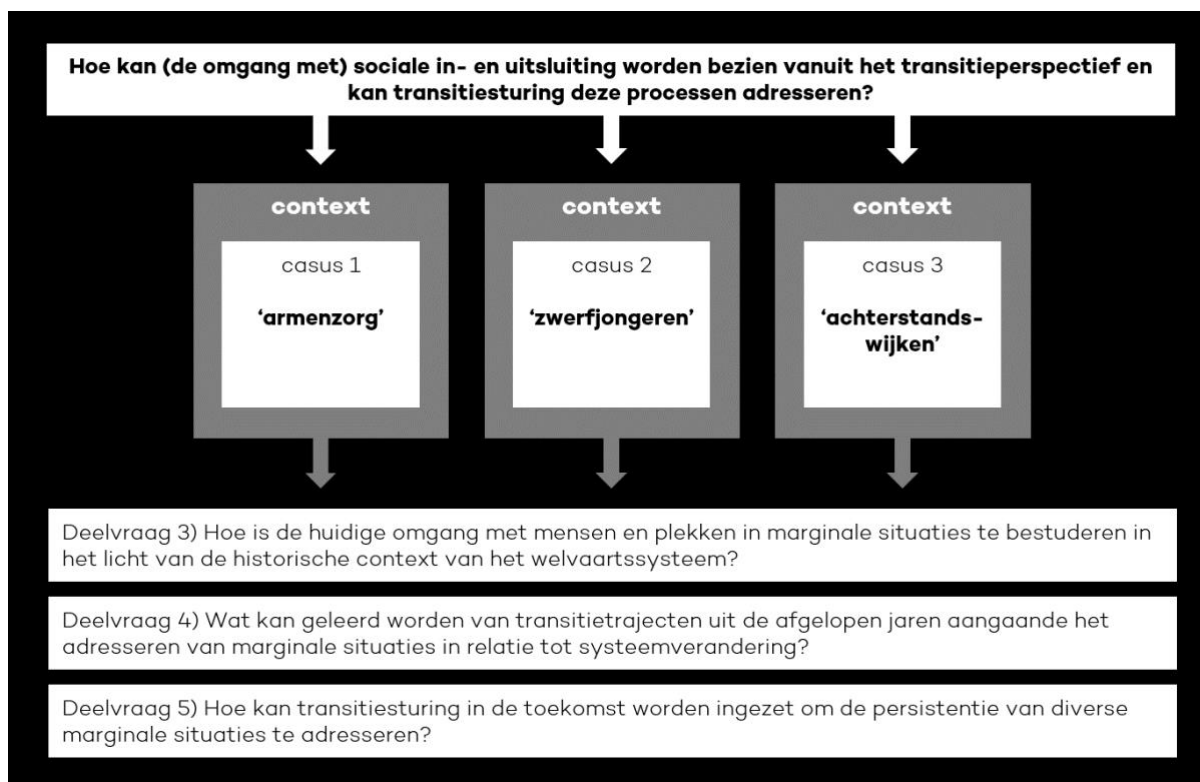 Hoe kan (de omgang met) sociale in- en uitsluiting worden bezien vanuit het transitieperspectief en
kan transitiesturing deze processen adresseren?
context
casus 1
‘armenzorg’
context
casus 2
‘zwerfjongeren’
context
casus 3
‘achterstands-
wijken’
Deelvraag 3) Hoe is de huidige omgang met mensen en plekken in marginale situaties te bestuderen in
het licht van de historische context van het welvaartssysteem?
Deelvraag 4) Wat kan geleerd worden van transitietrajecten uit de afgelopen jaren aangaande het
adresseren van marginale situaties in relatie tot systeemverandering?
Deelvraag 5) Hoe kan transitiesturing in de toekomst worden ingezet om de persistentie van diverse
marginale situaties te adresseren?